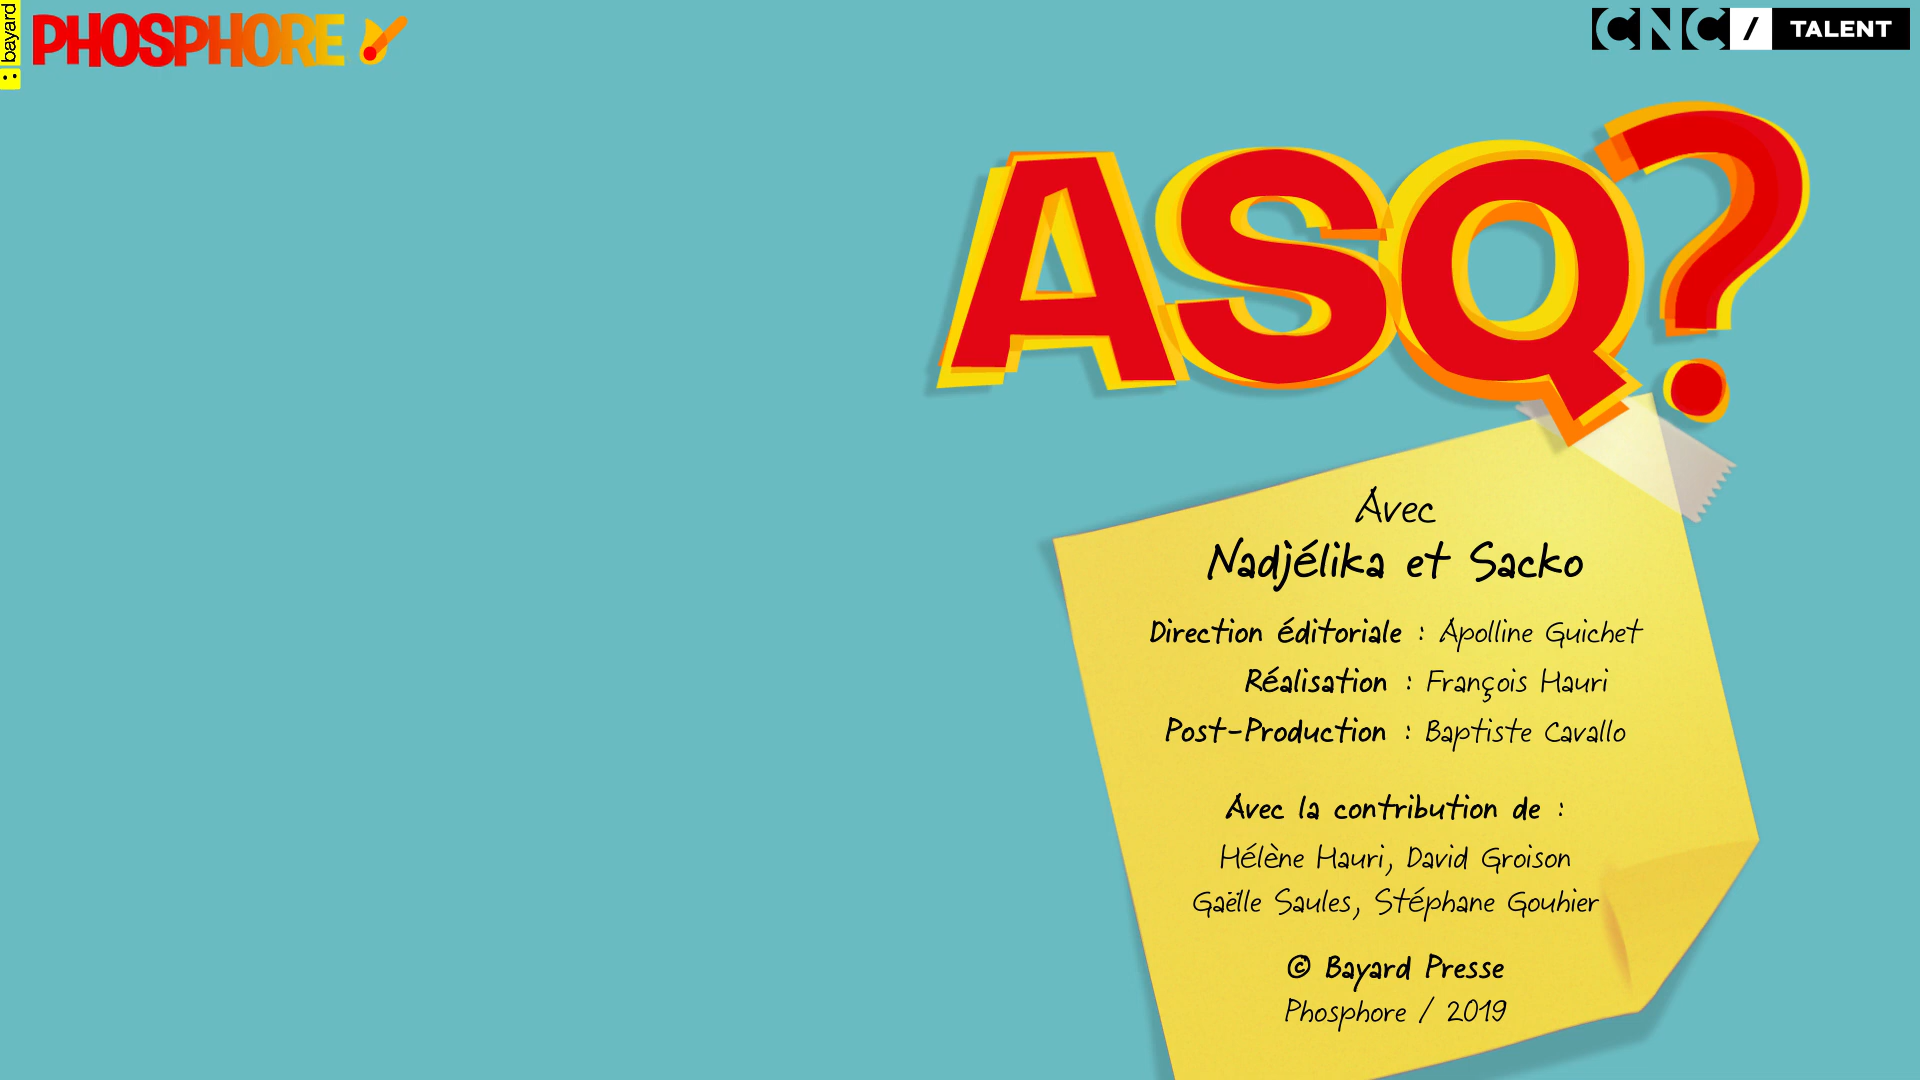 bayard
PHOSPHORE
CNC / TALENT
ASQ?
Avec
Nadjélika et Sacko
Direction éditoriale : Apolline Guichet
Réalisation : François Hauri
Post-Production : Baptiste Cavallo
Avec la contribution de :
Hélène Hauri, David Groison
Gaëlle Saules, Stéphane Gouhier
© Bayard Presse
Phosphore / 2019